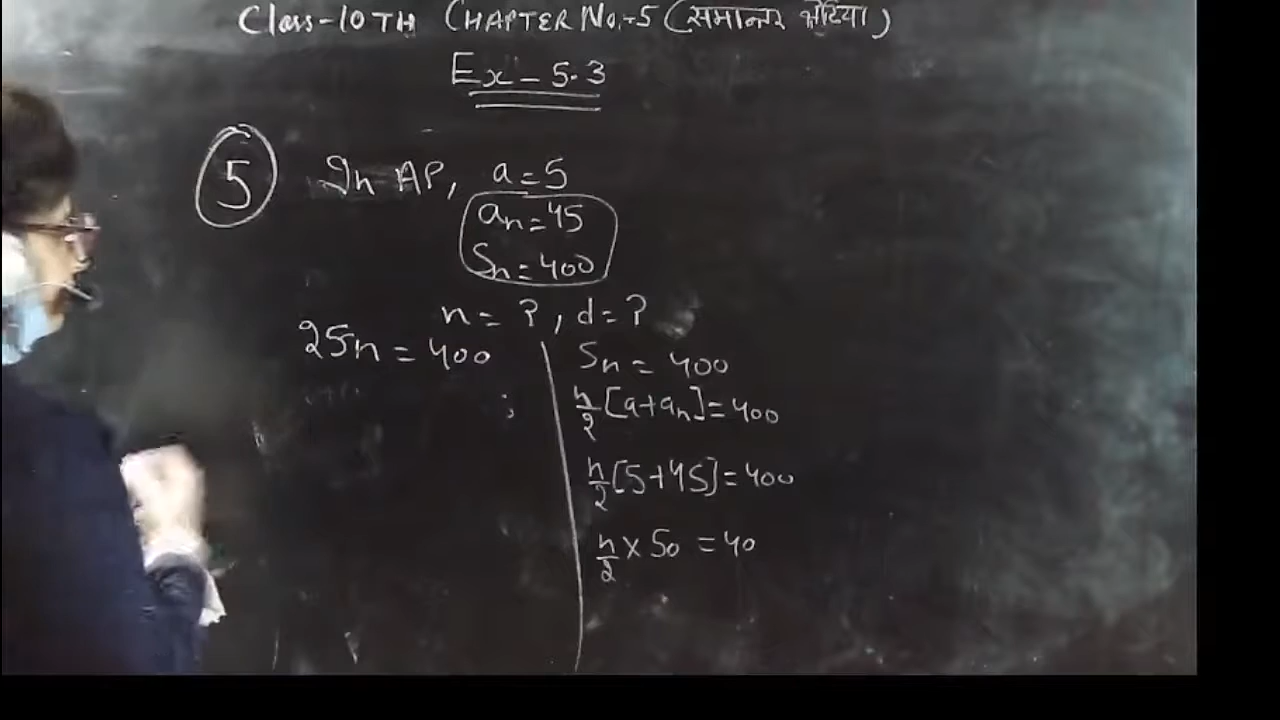 Class-10TH CHAPTER No.-5 (समान्तर श्रेढियां)
Ex-5.3
5 In AP, a=5
an=45
Sn=400
n=?, d=?
Sn=400
n/2[a+an]=400
n/2[5+45]=400
n/2×50=40
25n=400